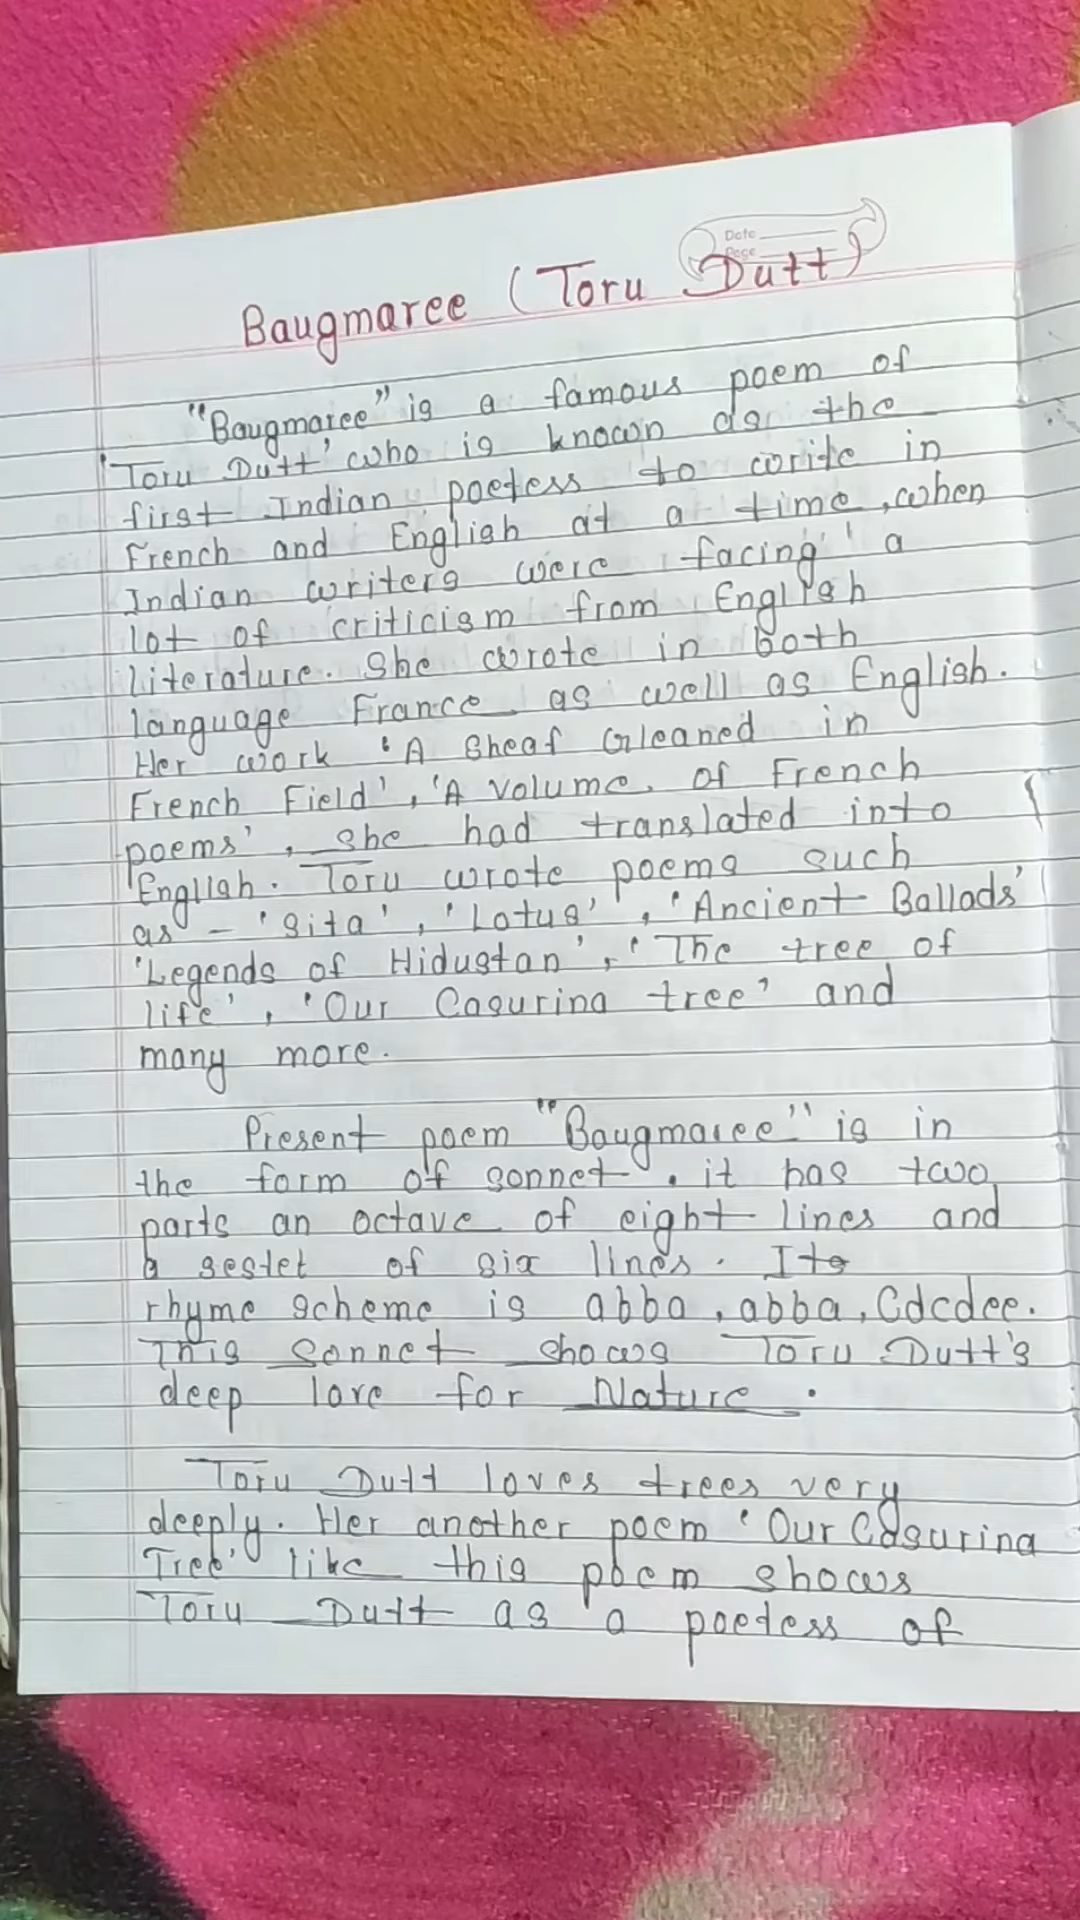 Date
Page
Baugmaree (Toru Dutt)
"Baugmaree" is a famous poem of
'Toru Dutt' who is known as the
first Indian poetess to write in
French and English at a time, when
Indian writers were facing a
lot of criticism from English
literature. She wrote in both
language France as well as English.
Her work 'A Sheaf Gleaned in
French Field', 'A volume of French
poems', she had translated into
English. Toru wrote poems such
as - 'Sita', 'Lotus', 'Ancient Ballads'
'Legends of Hidustan', 'The tree of
life', 'Our Casurina tree' and
many more.
Present poem "Baugmaree" is in
the form of sonnet. it has two
parts an octave of eight lines and
a sestet of six lines. Its
rhyme scheme is abba, abba, Cdcdee.
This Sonnet shows Toru Dutt's
deep love for Nature.
Toru Dutt loves trees very
deeply. Her another poem 'Our Casurina
Tree' like this poem shows
Toru Dutt as a poetess of